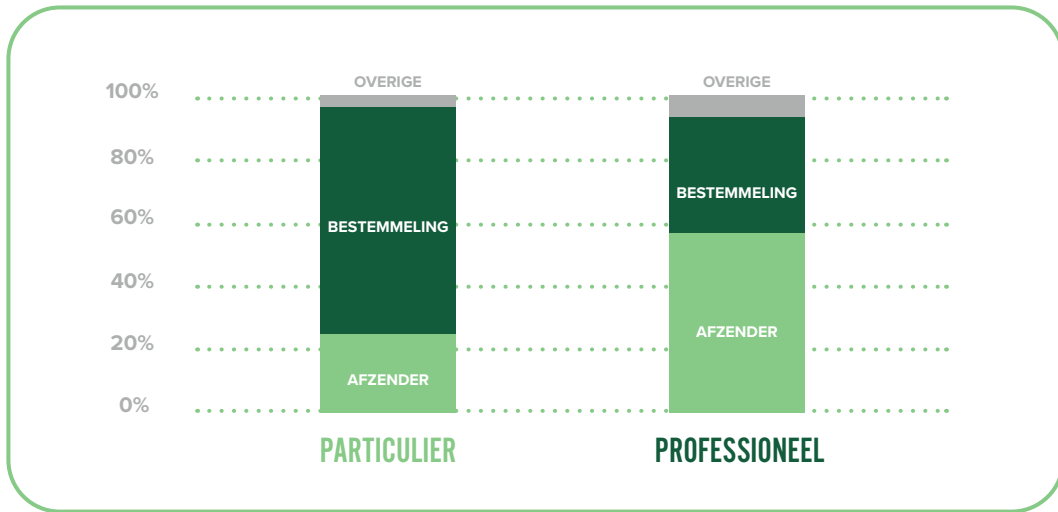 OVERIGE
OVERIGE
100%
80%
BESTEMMELING
60%
BESTEMMELING
40%
AFZENDER
20%
AFZENDER
0%
PARTICULIER
PROFESSIONEEL